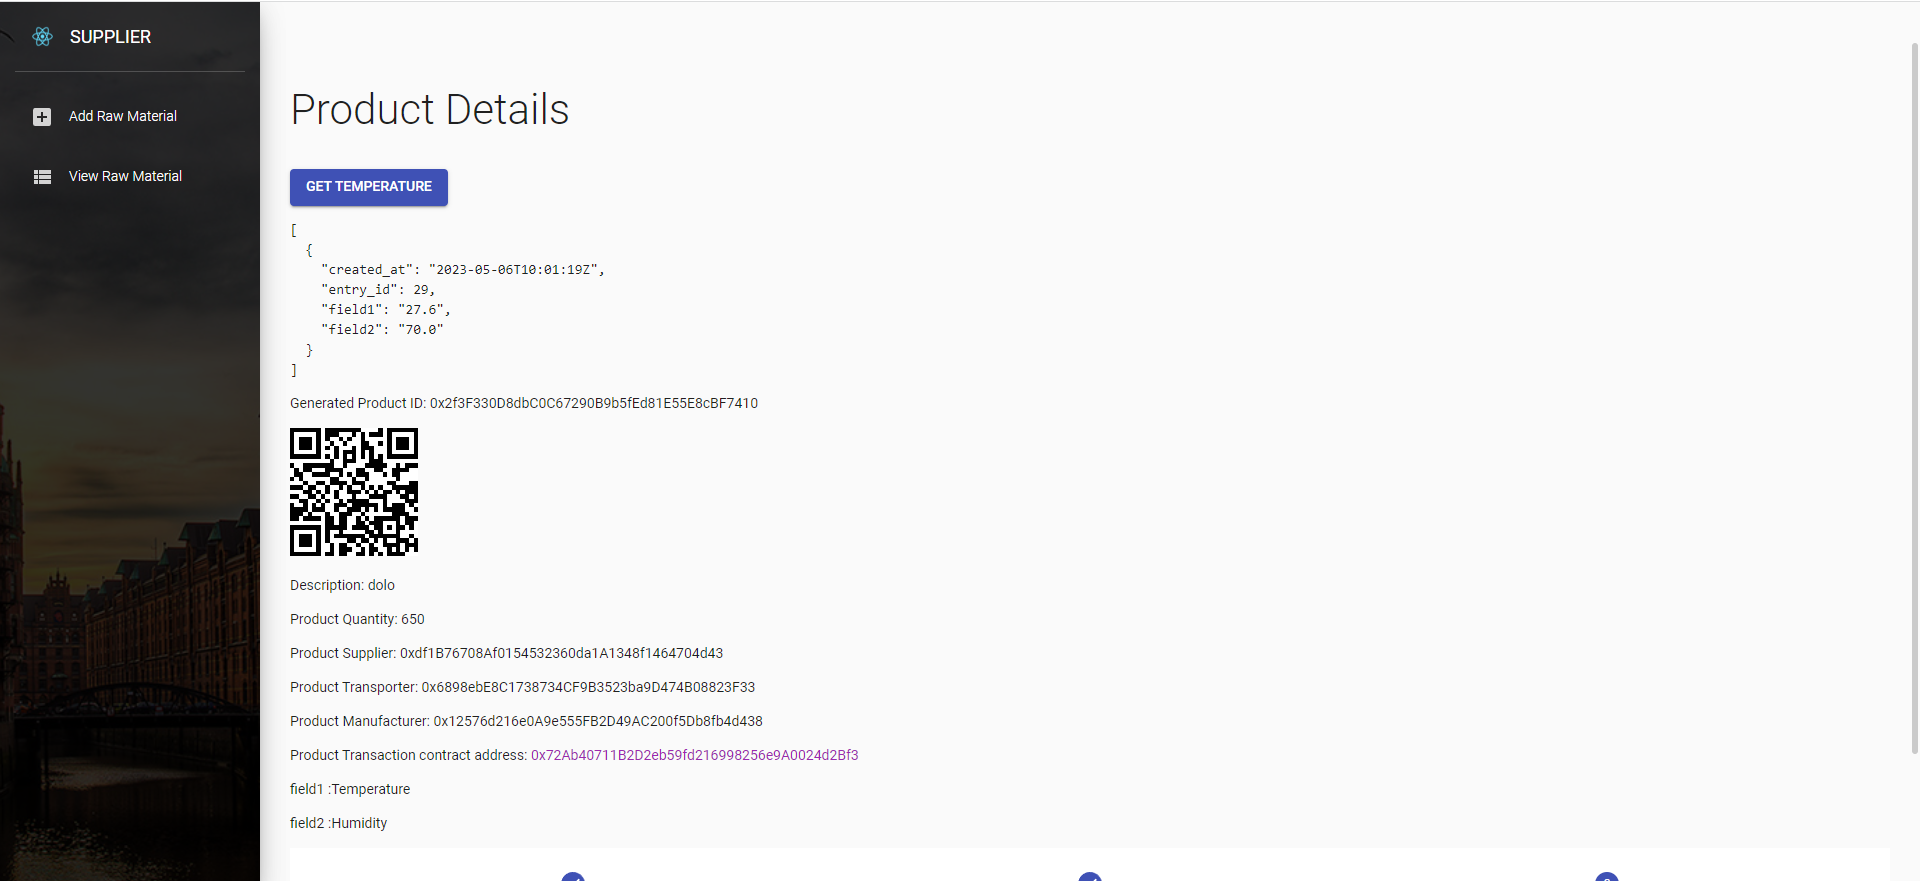 SUPPLIER
Add Raw Material
View Raw Material
Product Details
GET TEMPERATURE
[
{
"created_at": "2023-05-06T10:01:19Z",
"entry_id": 29,
"field1": "27.6",
"field2": "70.0"
}
]
Generated Product ID: 0x2f3F330D8dbC0C67290B9b5fEd81E55E8cBF7410
Description: dolo
Product Quantity: 650
Product Supplier: 0xdf1B76708Af0154532360da1A1348f1464704d43
Product Transporter: 0x6898ebE8C1738734CF9B3523ba9D474B08823F33
Product Manufacturer: 0x12576d216e0A9e555FB2D49AC200f5Db8fb4d438
Product Transaction contract address: 0x72Ab40711B2D2eb59fd216998256e9A0024d2Bf3
field1 :Temperature
field2 :Humidity